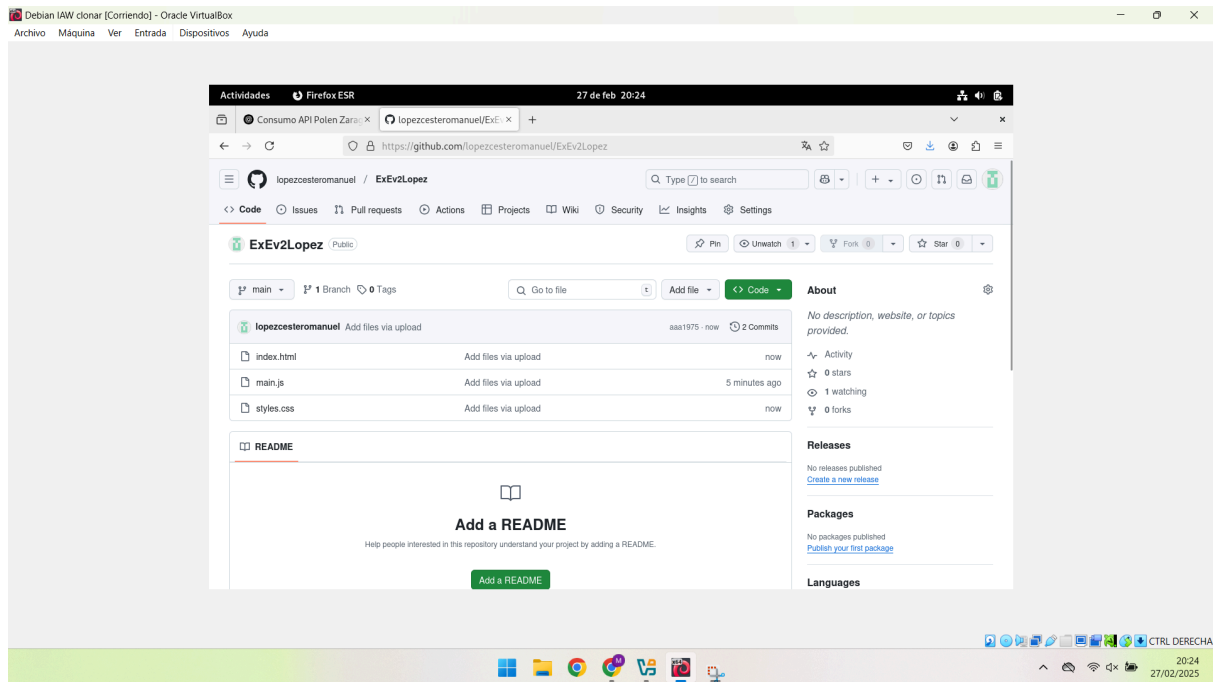 Debian IAW clonar [Corriendo] - Oracle VirtualBox
Archivo Máquina Ver Entrada Dispositivos Ayuda
Actividades Firefox ESR 27 de feb 20:24
Consumo API Polen Zarag lopezcesteromanuel/ExEv
https://github.com/lopezcesteromanuel/ExEv2Lopez
lopezcesteromanuel / ExEv2Lopez Type / to search
Code Issues Pull requests Actions Projects Wiki Security Insights Settings
ExEv2Lopez Public Pin Unwatch 1 Fork 0 Star 0
main 1 Branch 0 Tags Go to file t Add file Code
lopezcesteromanuel Add files via upload aaa1975 · now 2 Commits
index.html Add files via upload now
main.js Add files via upload 5 minutes ago
styles.css Add files via upload now
README
Add a README
Help people interested in this repository understand your project by adding a README.
Add a README
About
No description, website, or topics
provided.
Activity
0 stars
1 watching
0 forks
Releases
No releases published
Create a new release
Packages
No packages published
Publish your first package
Languages
CTRL DERECHA
20:24
27/02/2025